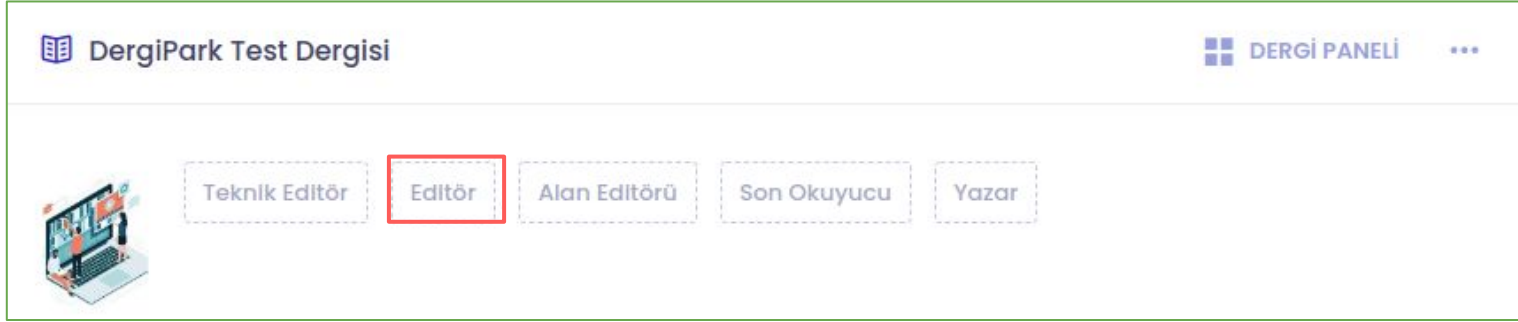 DergiPark Test Dergisi
DERGİ PANELİ
Teknik Editör
Editör
Alan Editörü
Son Okuyucu
Yazar